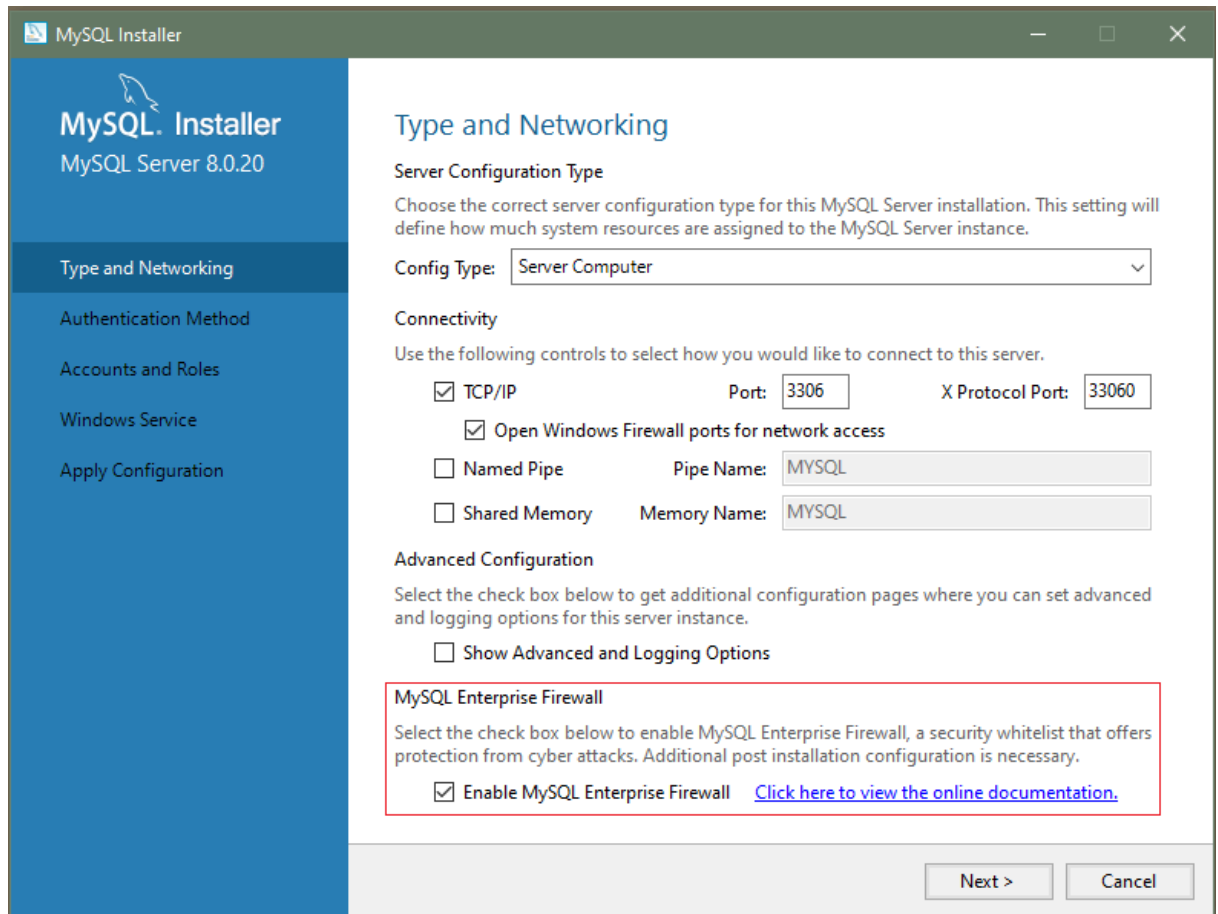 MySQL Installer
MySQL. Installer
MySQL Server 8.0.20
Type and Networking
Authentication Method
Accounts and Roles
Windows Service
Apply Configuration
Type and Networking
Server Configuration Type
Choose the correct server configuration type for this MySQL Server installation. This setting will
define how much system resources are assigned to the MySQL Server instance.
Config Type: Server Computer
Connectivity
Use the following controls to select how you would like to connect to this server.
TCP/IP Port: 3306 X Protocol Port: 33060
Open Windows Firewall ports for network access
Named Pipe Pipe Name: MYSQL
Shared Memory Memory Name: MYSQL
Advanced Configuration
Select the check box below to get additional configuration pages where you can set advanced
and logging options for this server instance.
Show Advanced and Logging Options
MySQL Enterprise Firewall
Select the check box below to enable MySQL Enterprise Firewall, a security whitelist that offers
protection from cyber attacks. Additional post installation configuration is necessary.
Enable MySQL Enterprise Firewall Click here to view the online documentation.
Next > Cancel